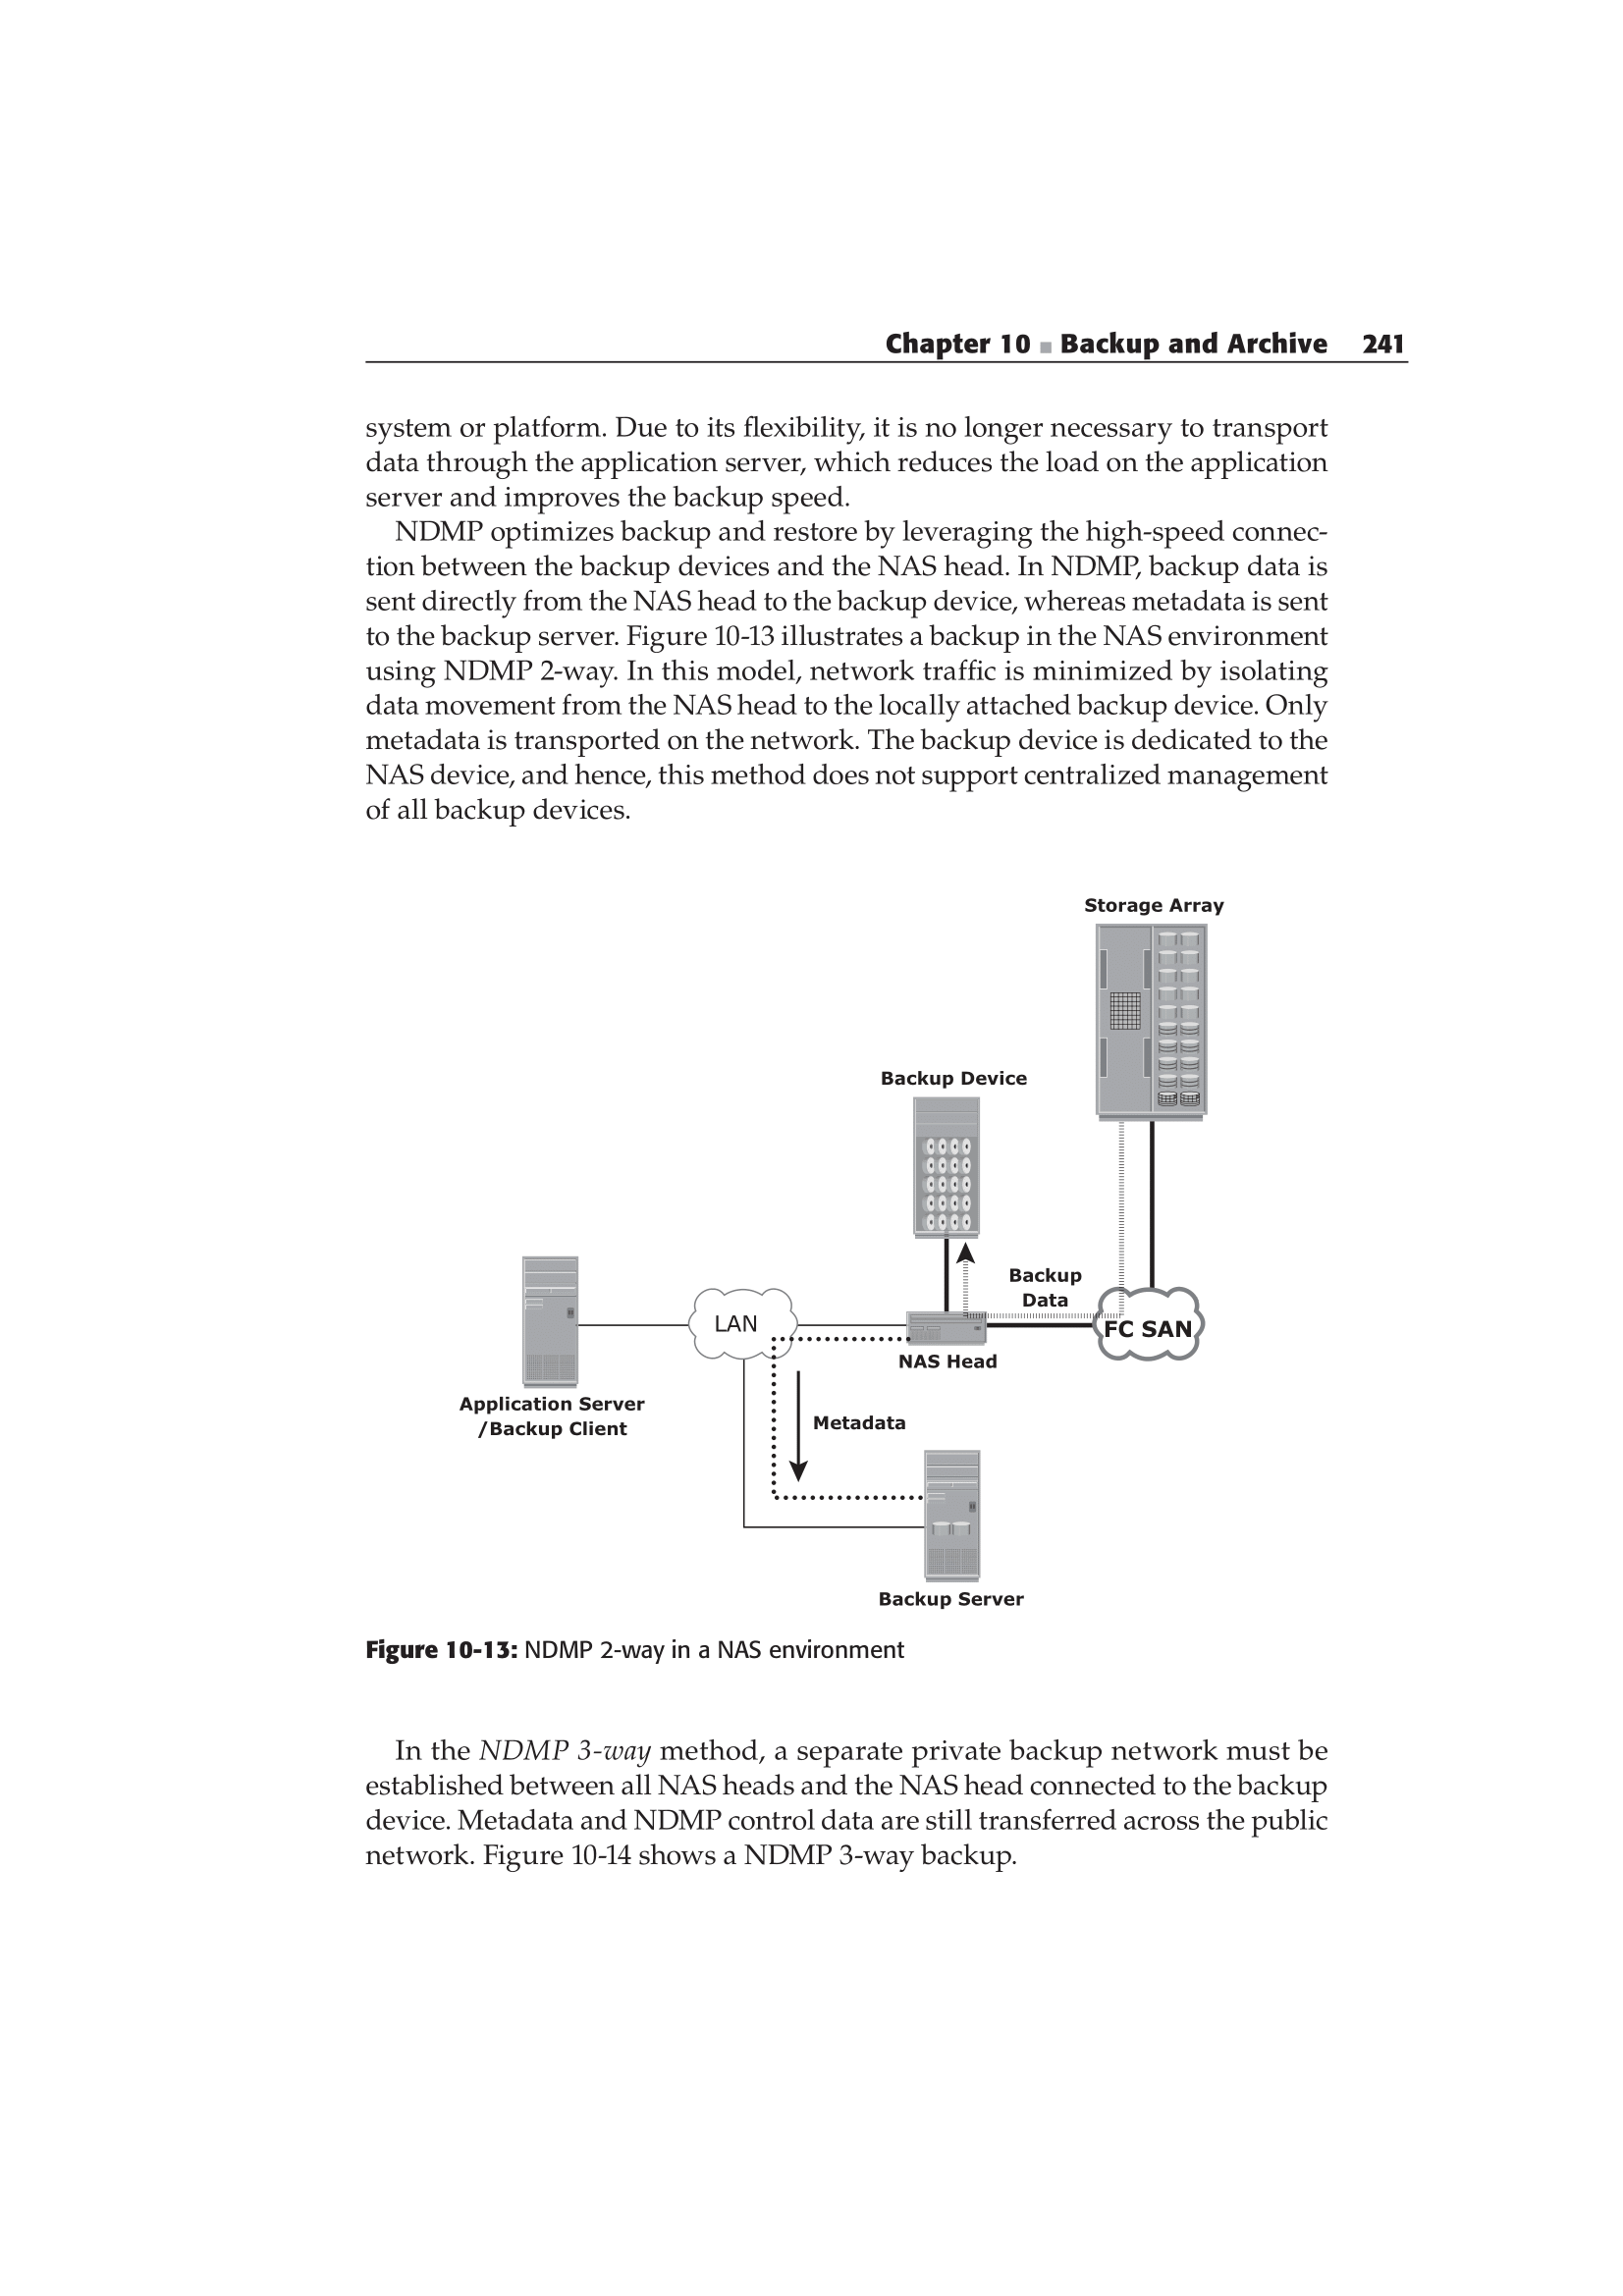 Chapter 10 ■ Backup and Archive 241
system or platform. Due to its flexibility, it is no longer necessary to transport
data through the application server, which reduces the load on the application
server and improves the backup speed.
NDMP optimizes backup and restore by leveraging the high-speed connec-
tion between the backup devices and the NAS head. In NDMP, backup data is
sent directly from the NAS head to the backup device, whereas metadata is sent
to the backup server. Figure 10-13 illustrates a backup in the NAS environment
using NDMP 2-way. In this model, network traffic is minimized by isolating
data movement from the NAS head to the locally attached backup device. Only
metadata is transported on the network. The backup device is dedicated to the
NAS device, and hence, this method does not support centralized management
of all backup devices.
Storage Array
Backup Device
Backup
Data
LAN
FC SAN
NAS Head
Application Server
/Backup Client
Metadata
Backup Server
Figure 10-13: NDMP 2-way in a NAS environment
In the NDMP 3-way method, a separate private backup network must be
established between all NAS heads and the NAS head connected to the backup
device. Metadata and NDMP control data are still transferred across the public
network. Figure 10-14 shows a NDMP 3-way backup.